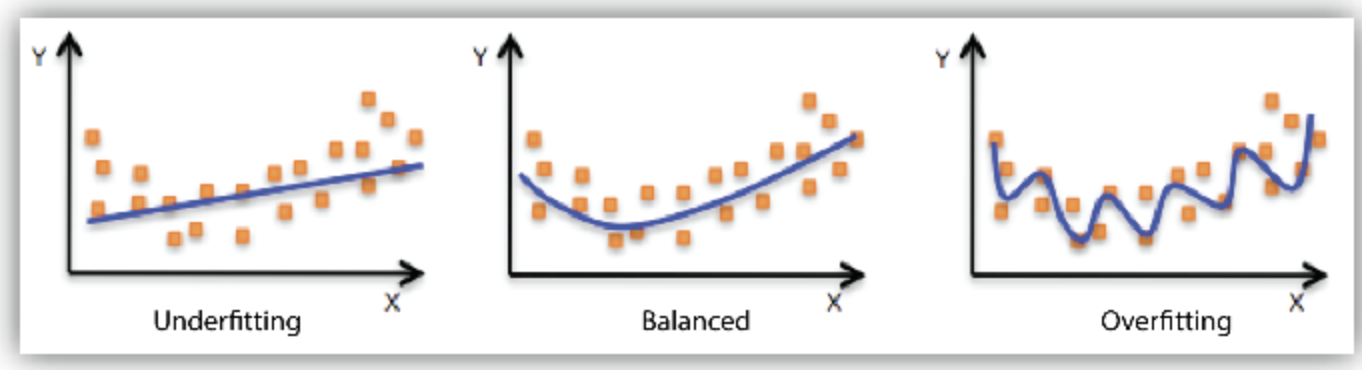 Y
X
Underfitting
Y
X
Balanced
Y
X
Overfitting